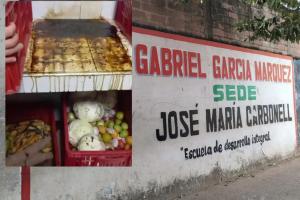 GABRIEL GARCIA MARQUEZ
SEDE
JOSÉ MARÍA CARBONELL
"Escuela de desarrollo integral"